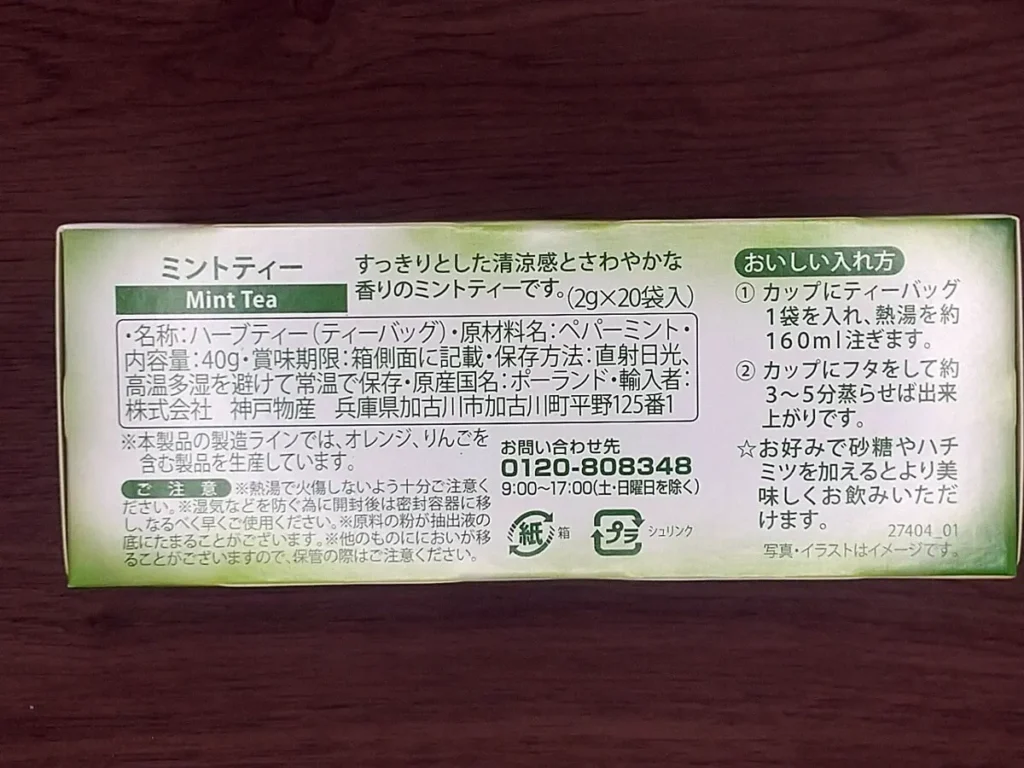 ミントティー
Mint Tea
すっきりとした清涼感とさわやかな
香りのミントティーです。(2g×20袋入)
・名称:ハーブティー(ティーバッグ)・原材料名:ペパーミント・
内容量:40g・賞味期限:箱側面に記載・保存方法:直射日光、
高温多湿を避けて常温で保存・原産国名:ポーランド・輸入者:
株式会社 神戸物産 兵庫県加古川市加古川町平野125番1
※本製品の製造ラインでは、オレンジ、りんごを
含む製品を生産しています。
ご注意 ※熱湯で火傷しないよう十分ご注意く
ださい。※湿気などを防ぐ為に開封後は密封容器に移
し、なるべく早くご使用ください。※原料の粉が抽出液の
底にたまることがございます。※他のものににおいが移
ることがございますので、保管の際はご注意ください。
お問い合わせ先
0120-808348
9:00~17:00(土・日曜日を除く)
紙 箱
プラ シュリンク
おいしい入れ方
① カップにティーバッグ
1袋を入れ、熱湯を約
160ml注ぎます。
② カップにフタをして約
3~5分蒸らせば出来
上がりです。
☆お好みで砂糖やハチ
ミツを加えるとより美
味しくお飲みいただ
けます。
27404_01
写真・イラストはイメージです。